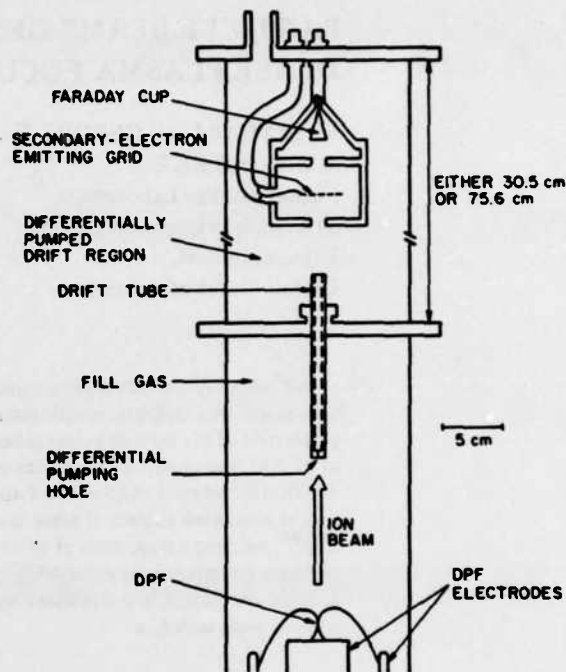 FARADAY CUP
SECONDARY-ELECTRON
EMITTING GRID
EITHER 30.5 cm
OR 75.6 cm
DIFFERENTIALLY
PUMPED
DRIFT REGION
DRIFT TUBE
FILL GAS
5 cm
DIFFERENTIAL
PUMPING
HOLE
ION
BEAM
DPF
DPF
ELECTRODES